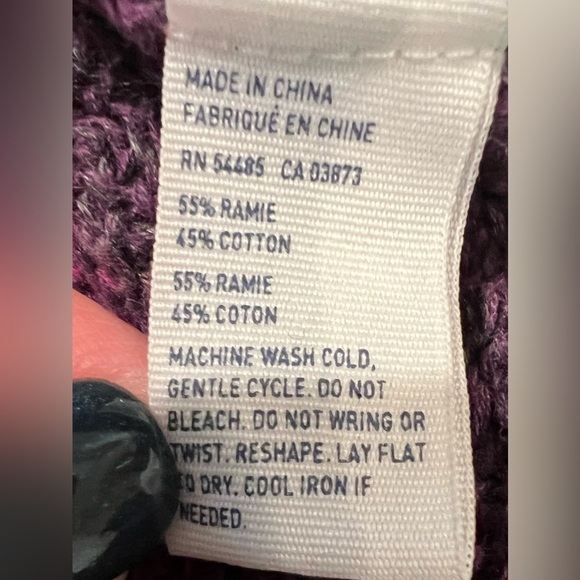 MADE IN CHINA
FABRIQUÉ EN CHINE
RN 54485 CA 03873
55% RAMIE
45% COTTON
55% RAMIE
45% COTON
MACHINE WASH COLD,
GENTLE CYCLE. DO NOT
BLEACH. DO NOT WRING OR
TWIST. RESHAPE. LAY FLAT
TO DRY. COOL IRON IF
NEEDED.